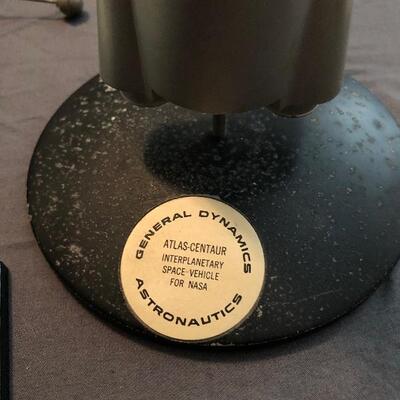 GENERAL DYNAMICS
ATLAS-CENTAUR
INTERPLANETARY
SPACE VEHICLE
FOR NASA
ASTRONAUTICS